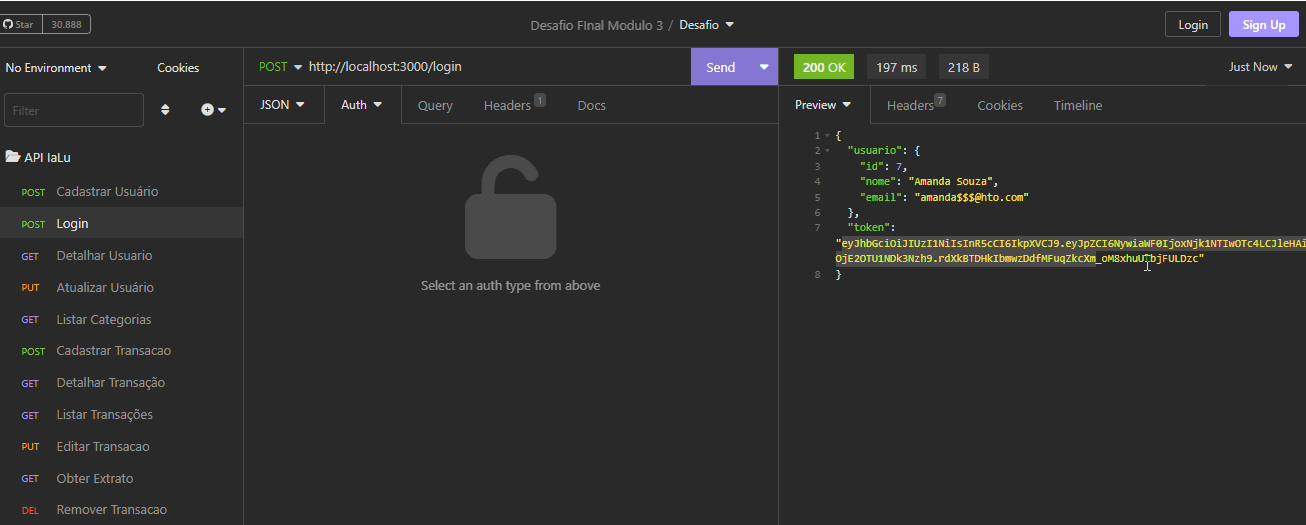 Star 30.888
Desafio FInal Modulo 3 / Desafio
Login
Sign Up
No Environment
Cookies
POST http://localhost:3000/login
Send
200 OK
197 ms
218 B
Just Now
Filter
JSON
Auth
Query
Headers 1
Docs
Preview
Headers 7
Cookies
Timeline
API IaLu
POST Cadastrar Usuário
POST Login
GET Detalhar Usuario
PUT Atualizar Usuário
GET Listar Categorias
POST Cadastrar Transacao
GET Detalhar Transação
GET Listar Transações
PUT Editar Transacao
GET Obter Extrato
DEL Remover Transacao
Select an auth type from above
1 {
2 "usuario": {
3 "id": 7,
4 "nome": "Amanda Souza",
5 "email": "amanda$$$@hto.com"
6 },
7 "token":
"eyJhbGciOiJIUzI1NiIsInR5cCI6IkpXVCJ9.eyJpZCI6NywiaWF0IjoxNjk1NTIwOTc4LCJleHAi
8 }